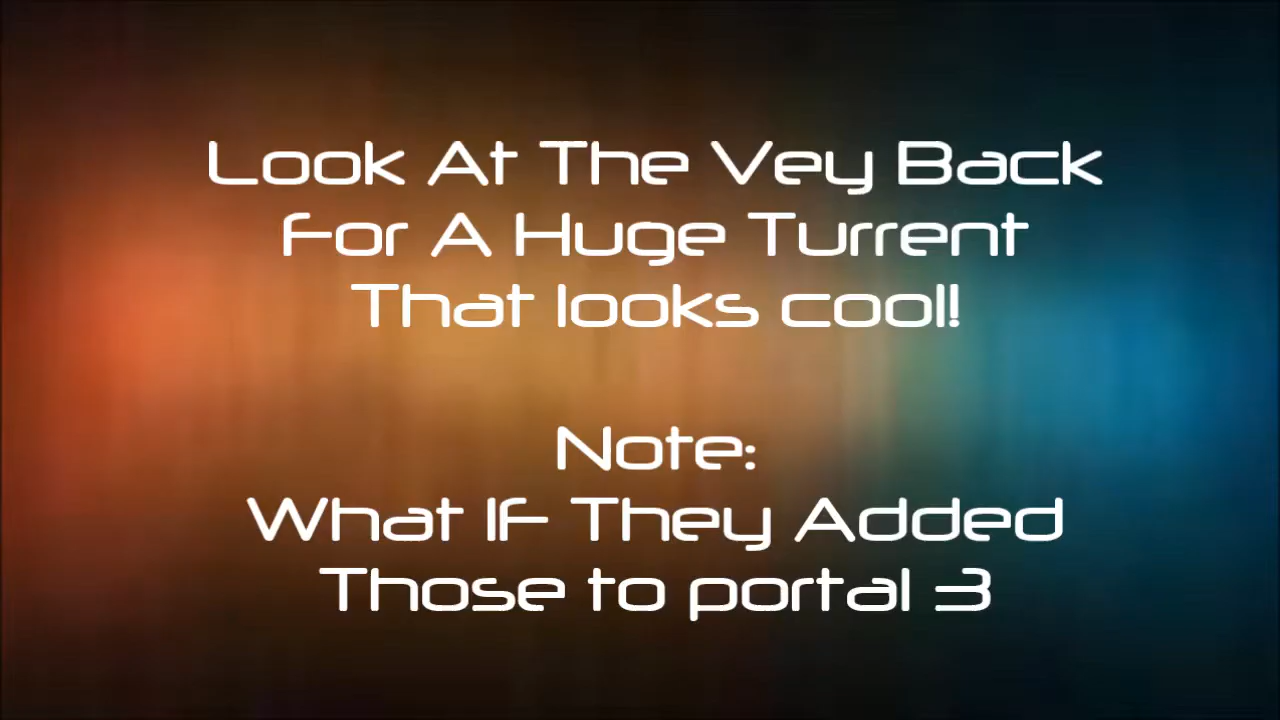 Look At The Vey Back
For A Huge Turrent
That looks cool!
Note:
What IF They Added
Those to portal 3